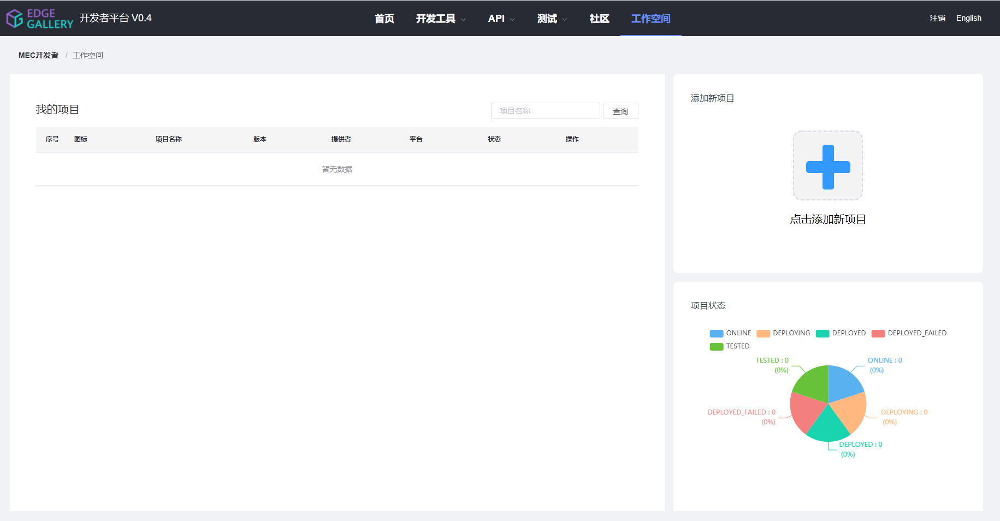 EDGE
GALLERY
开发者平台 V0.4
首页 开发工具 API 测试 社区 工作空间
注销 English
MEC开发者 / 工作空间
我的项目
项目名称 查询
序号 图标 项目名称 版本 提供者 平台 状态 操作
暂无数据
添加新项目
点击添加新项目
项目状态
ONLINE DEPLOYING DEPLOYED DEPLOYED_FAILED
TESTED
TESTED : 0
(0%)
ONLINE : 0
(0%)
DEPLOYED_FAILED : 0
(0%)
DEPLOYING : 0
(0%)
DEPLOYED : 0
(0%)